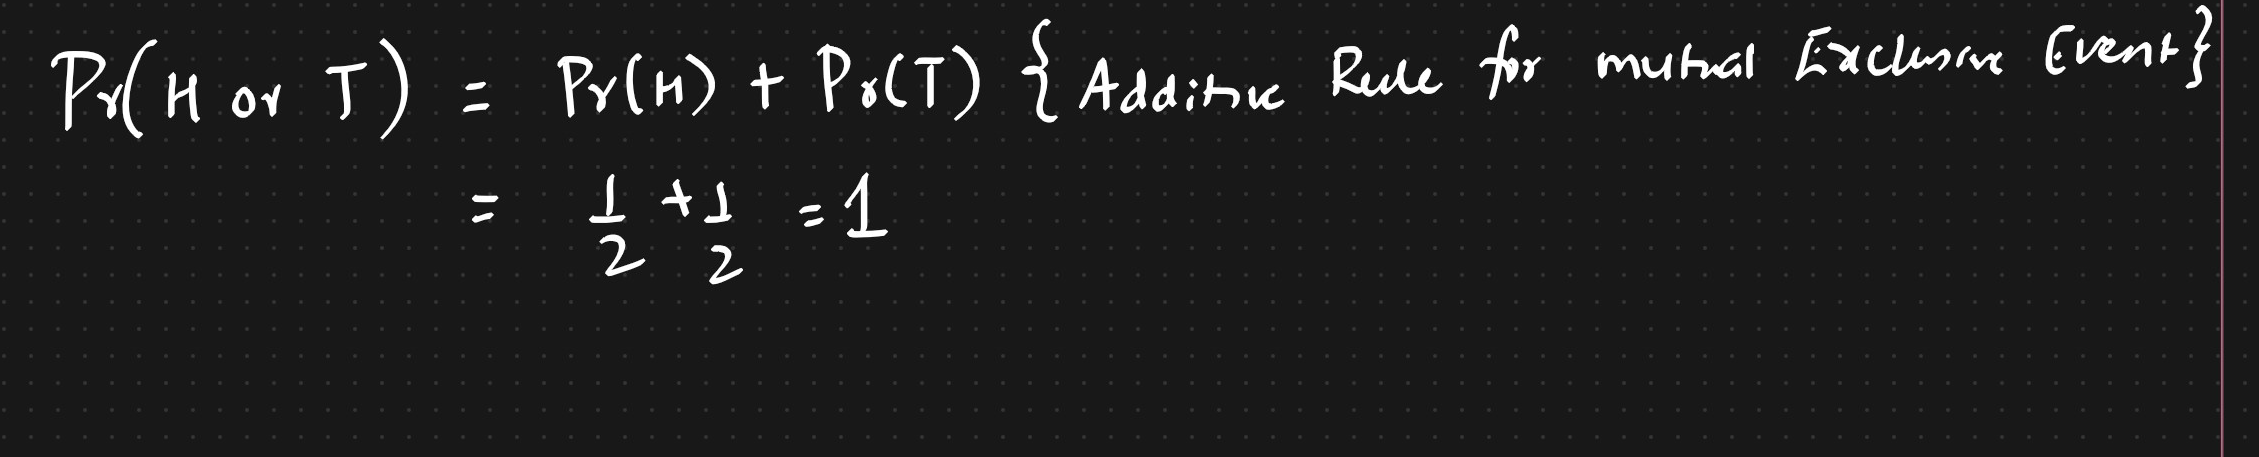 Pr(H or T) = Pr(H) + Pr(T) { Additive Rule for mutual Exclusive Event}
= 1/2 + 1/2 = 1